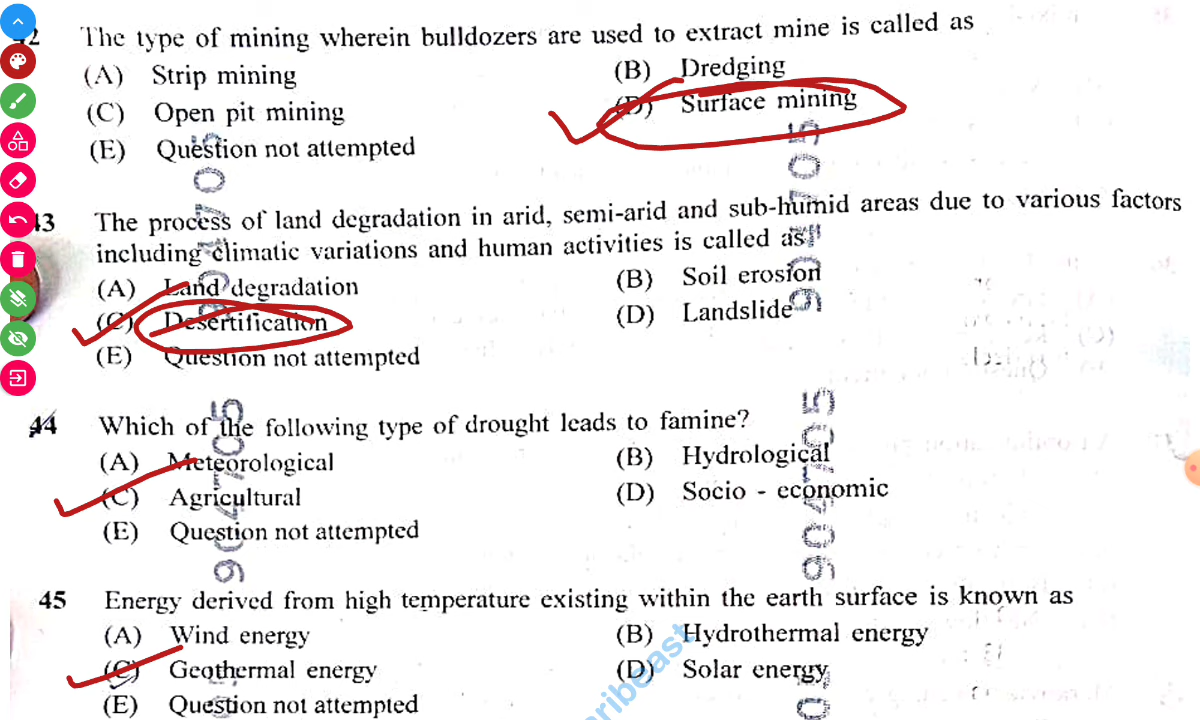 42 The type of mining wherein bulldozers are used to extract mine is called as
(A) Strip mining (B) Dredging
(C) Open pit mining (D) Surface mining
(E) Question not attempted
43 The process of land degradation in arid, semi-arid and sub-humid areas due to various factors
including climatic variations and human activities is called as
(A) Land degradation (B) Soil erosion
(C) Desertification (D) Landslide
(E) Question not attempted
44 Which of the following type of drought leads to famine?
(A) Meteorological (B) Hydrological
(C) Agricultural (D) Socio - economic
(E) Question not attempted
45 Energy derived from high temperature existing within the earth surface is known as
(A) Wind energy (B) Hydrothermal energy
(C) Geothermal energy (D) Solar energy
(E) Question not attempted
904705
ribeast